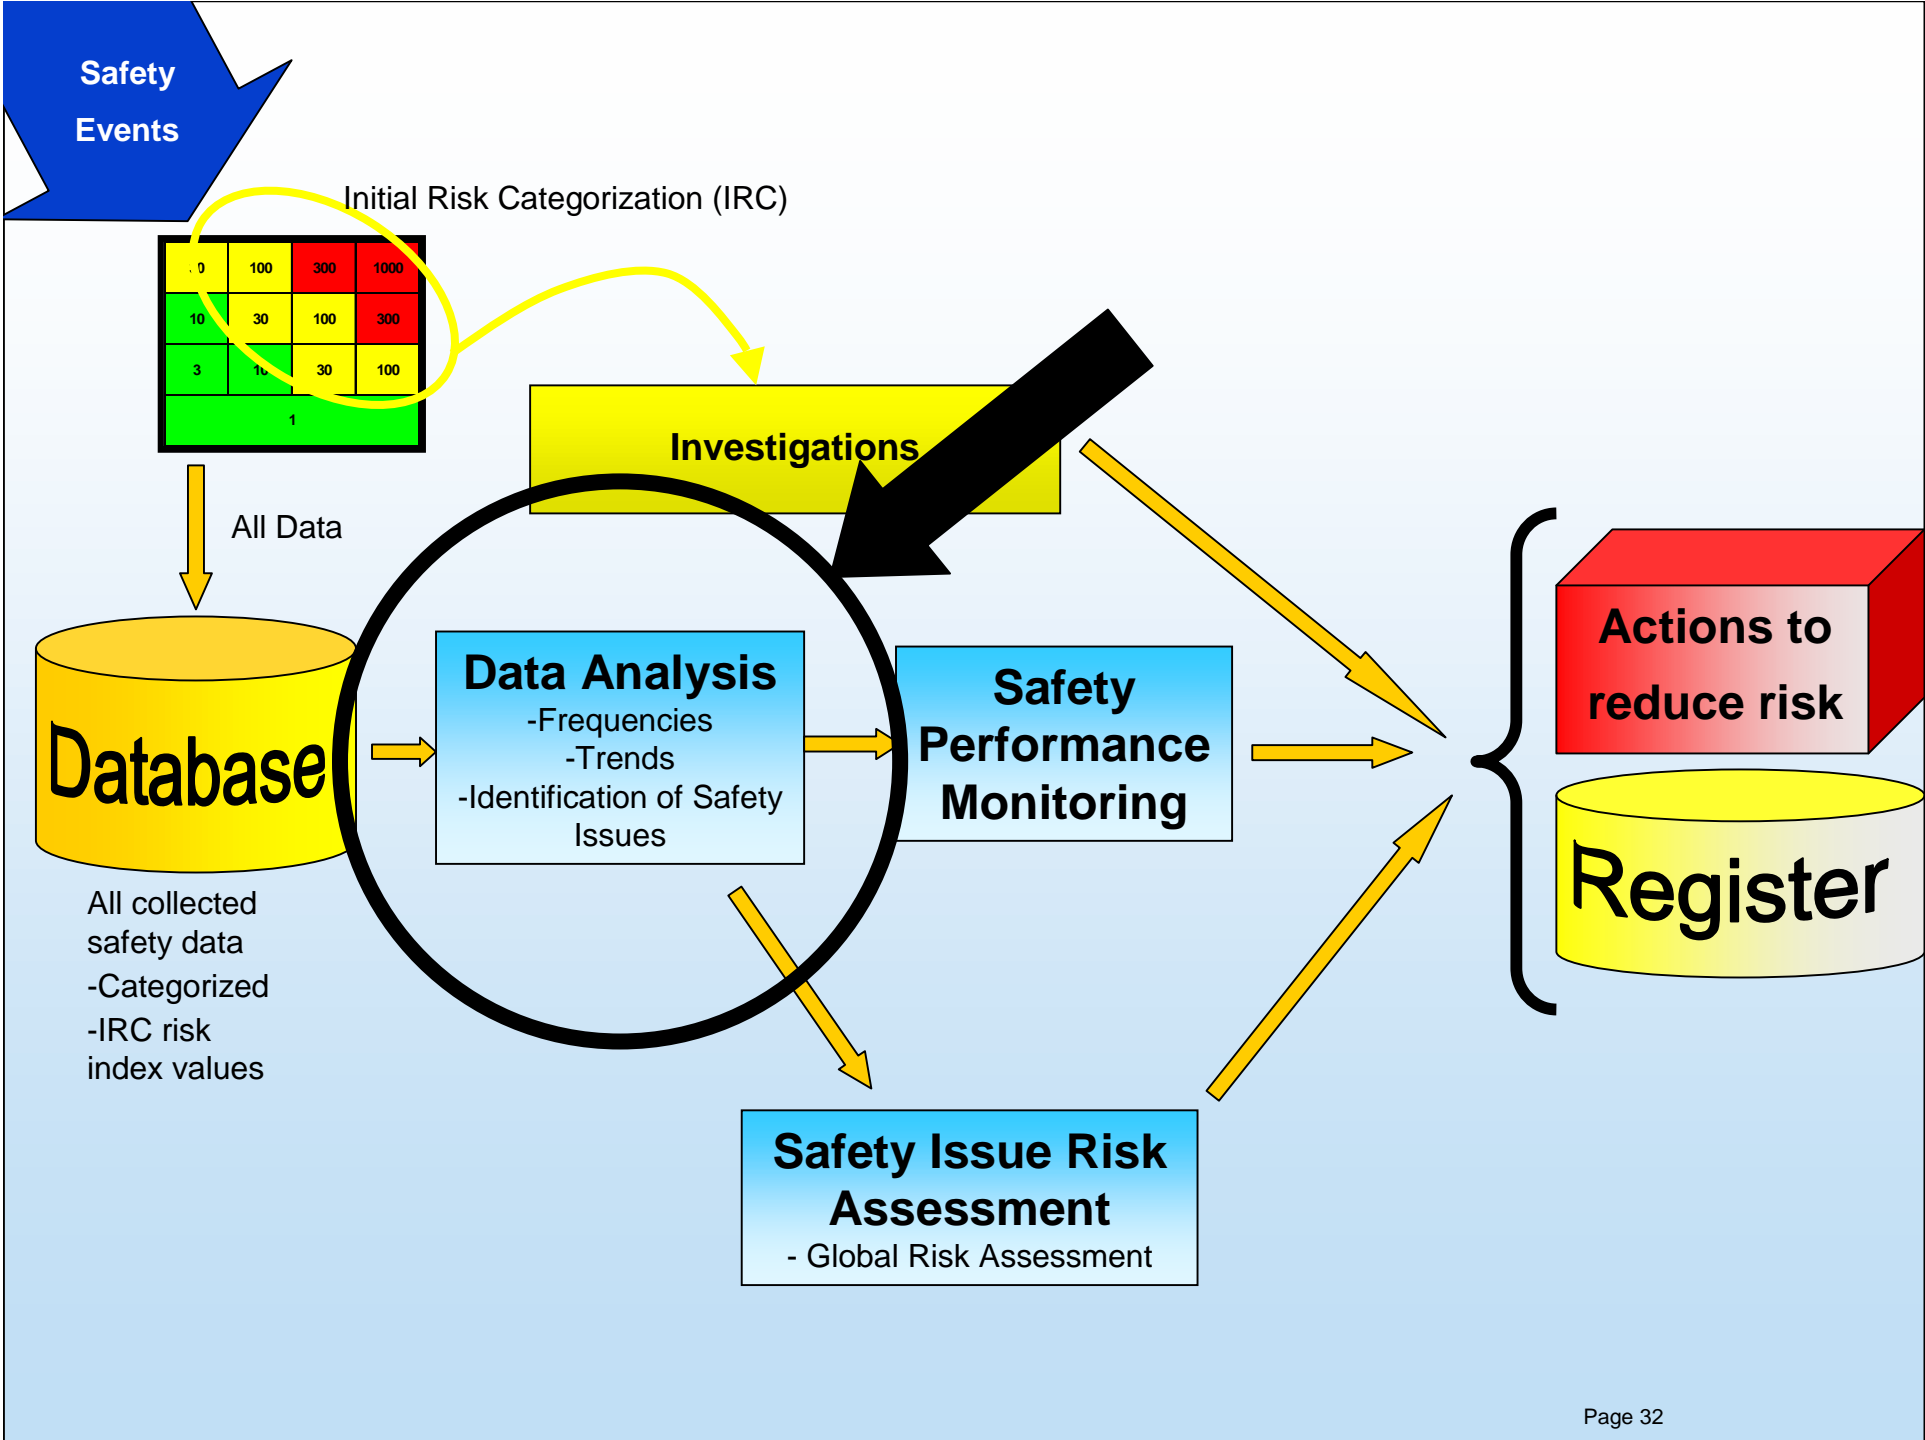 Safety
Events
Initial Risk Categorization (IRC)
100 300 1000
10 30 100 300
3 10 30 100
1
Investigations
All Data
Database
Data Analysis
-Frequencies
-Trends
-Identification of Safety
Issues
Safety
Performance
Monitoring
Actions to
reduce risk
Register
All collected
safety data
-Categorized
-IRC risk
index values
Safety Issue Risk
Assessment
- Global Risk Assessment
Page 32